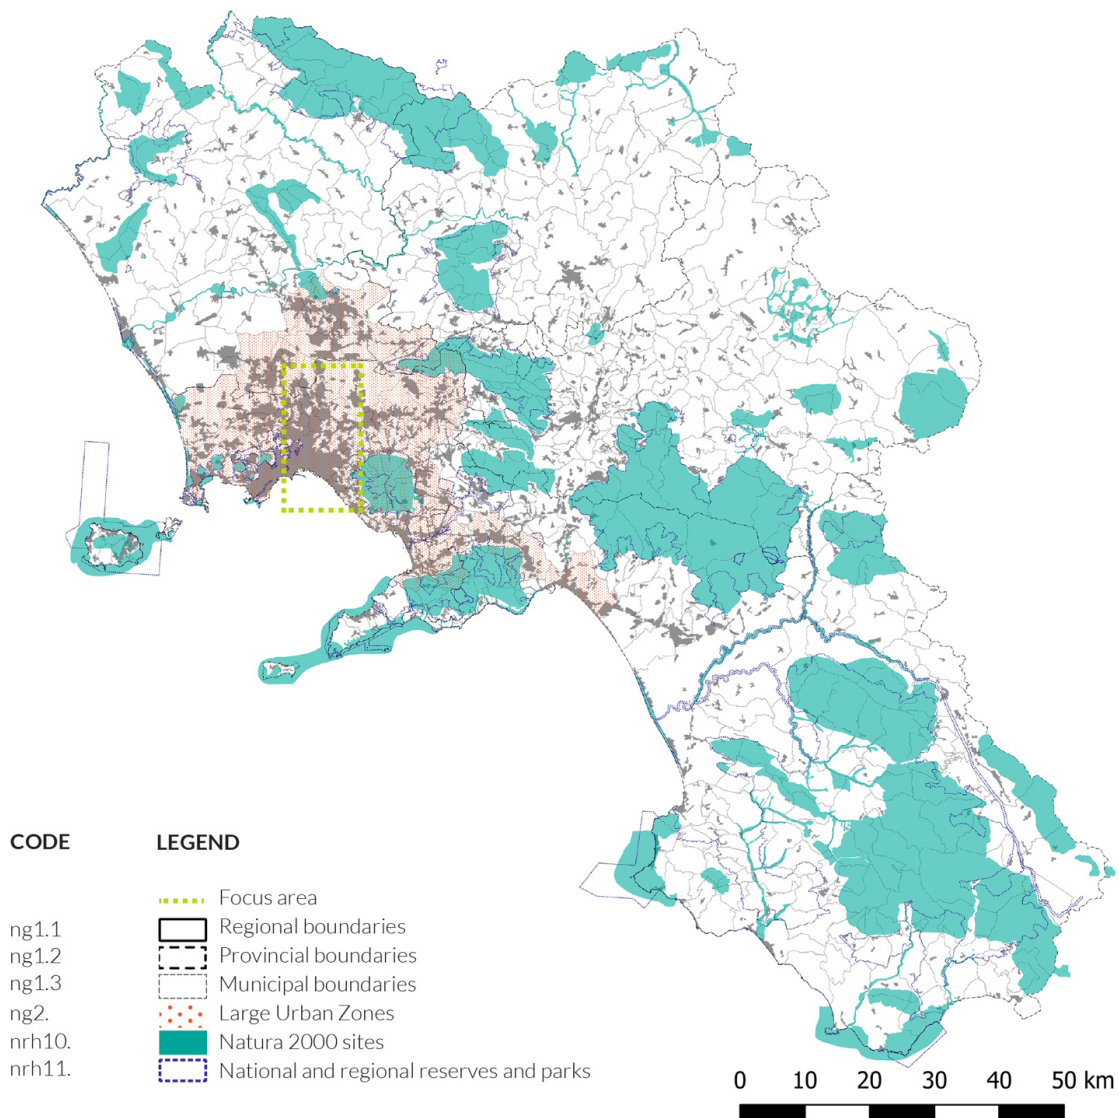 CODE LEGEND
Focus area
ng1.1 Regional boundaries
ng1.2 Provincial boundaries
ng1.3 Municipal boundaries
ng2. Large Urban Zones
nrh10. Natura 2000 sites
nrh11. National and regional reserves and parks
0 10 20 30 40 50 km